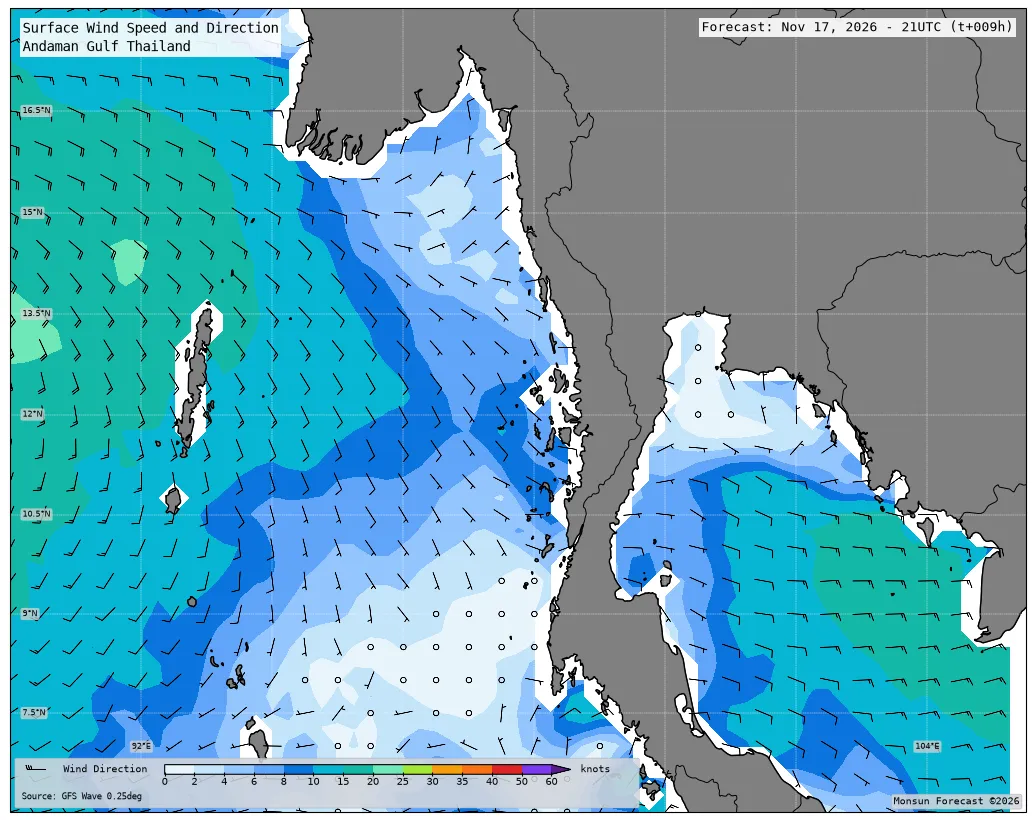 Surface Wind Speed and Direction
Andaman Gulf Thailand
Forecast: Nov 17, 2026 - 21UTC (t+009h)
16.5°N
15°N
13.5°N
12°N
10.5°N
9°N
7.5°N
92°E
104°E
Wind Direction
knots
0 2 4 6 8 10 15 20 25 30 35 40 50 60
Source: GFS Wave 0.25deg
Monsun Forecast ©2026